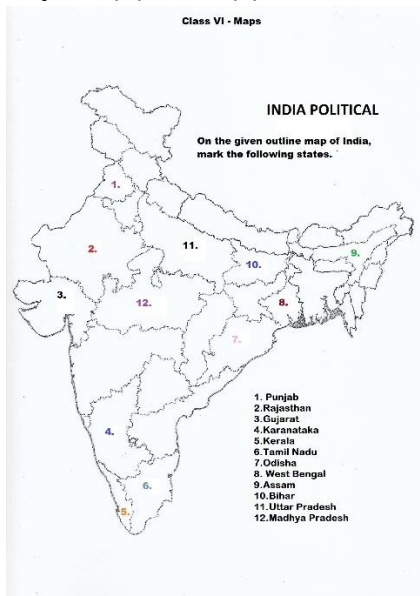 Class VI - Maps
INDIA POLITICAL
On the given outline map of India,
mark the following states.
1.
2.
11.
9.
10.
3.
12.
8.
7.
4.
6.
5.
1. Punjab
2.Rajasthan
3.Gujarat
4.Karanataka
5.Kerala
6.Tamil Nadu
7.Odisha
8. West Bengal
9.Assam
10.Bihar
11.Uttar Pradesh
12.Madhya Pradesh